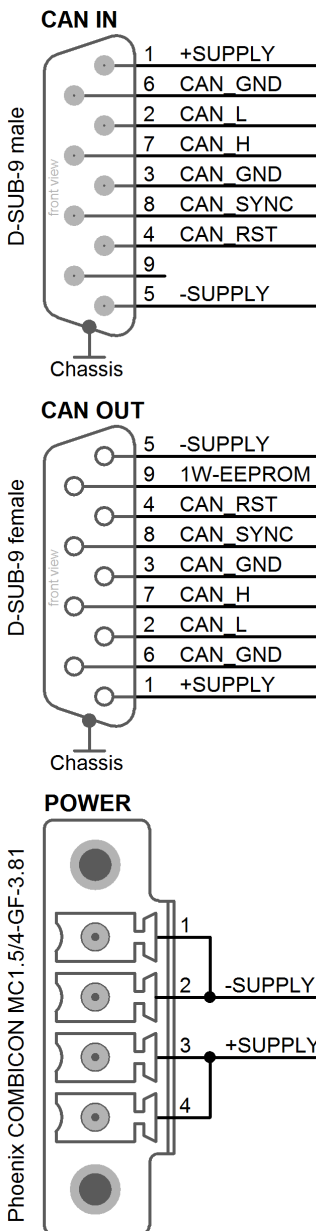 CAN IN
D-SUB-9 male
front view
1 +SUPPLY
6 CAN_GND
2 CAN_L
7 CAN_H
3 CAN_GND
8 CAN_SYNC
4 CAN_RST
9
5 -SUPPLY
Chassis
CAN OUT
D-SUB-9 female
front view
5 -SUPPLY
9 1W-EEPROM
4 CAN_RST
8 CAN_SYNC
3 CAN_GND
7 CAN_H
2 CAN_L
6 CAN_GND
1 +SUPPLY
Chassis
POWER
Phoenix COMBICON MC1.5/4-GF-3.81
1
2 -SUPPLY
3 +SUPPLY
4